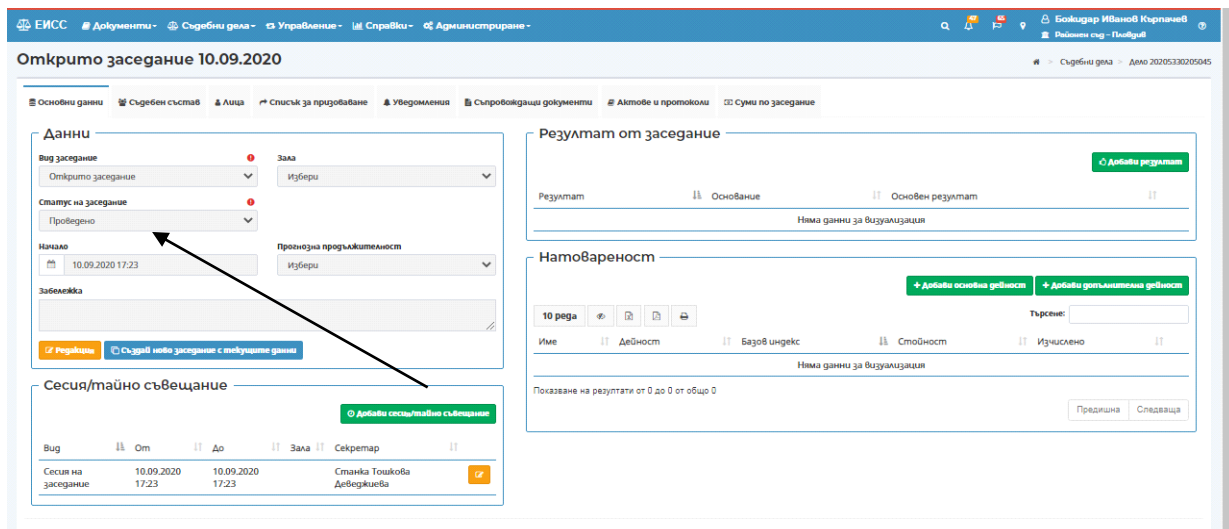 ЕИСС Документи Съдебни дела Управление Справки Администриране 47 65 Божидар Иванов Кърпачев
Районен съд - Пловдив
Открито заседание 10.09.2020
> Съдебни дела > Дело 20205330205045
Основни данни Съдебен състав Лица Списък за призоваване Уведомления Съпровождащи документи Актове и протоколи Суми по заседание
Данни
Вид заседание Зала
Открито заседание Избери
Статус на заседание
Проведено
Начало Прогнозна продължителност
10.09.2020 17:23 Избери
Забележка
Редакция Създай ново заседание с текущите данни
Сесия/тайно съвещание
Добави сесия/тайно съвещание
Вид От До Зала Секретар
Сесия на заседание 10.09.2020 17:23 10.09.2020 17:23 Станка Тошкова Деведжиева
Резултат от заседание
Добави резултат
Резултат Основание Основен резултат
Няма данни за визуализация
Натовареност
+ Добави основна дейност + Добави допълнителна дейност
10 реда Търсене:
Име Дейност Базов индекс Стойност Изчислено
Няма данни за визуализация
Показване на резултати от 0 до 0 от общо 0
Предишна Следваща